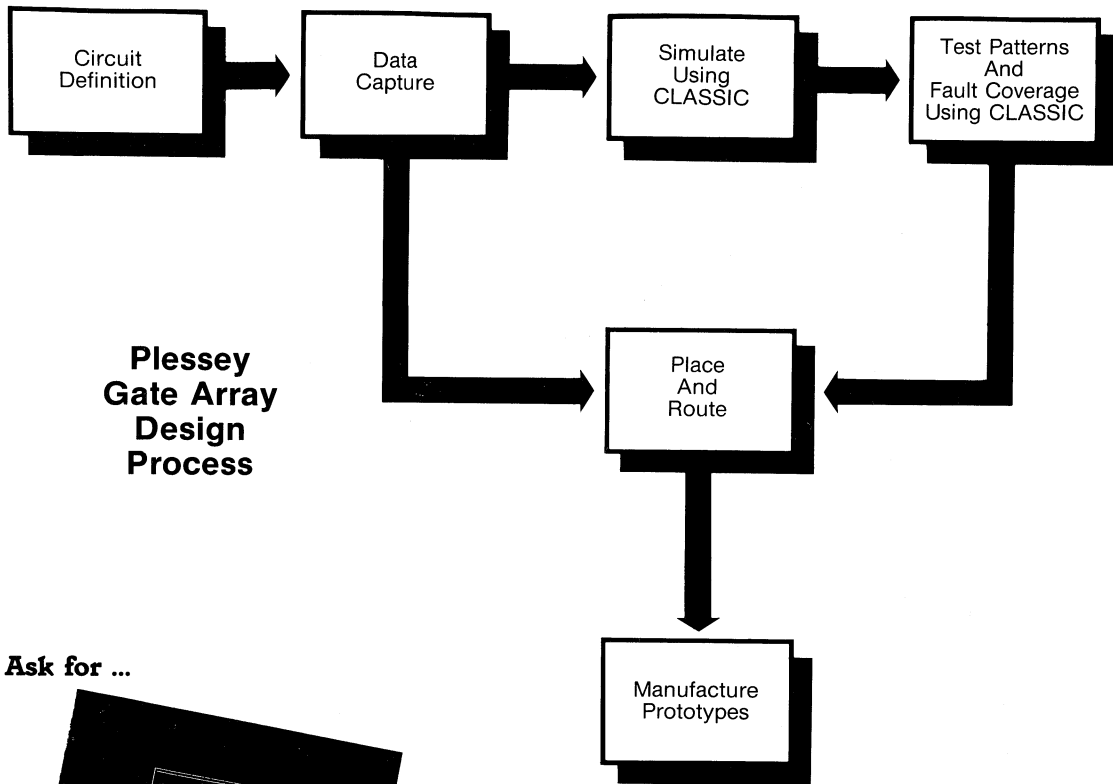 Circuit
Definition
Data
Capture
Simulate
Using
CLASSIC
Test Patterns
And
Fault Coverage
Using CLASSIC
Plessey
Gate Array
Design
Process
Place
And
Route
Ask for ...
Manufacture
Prototypes